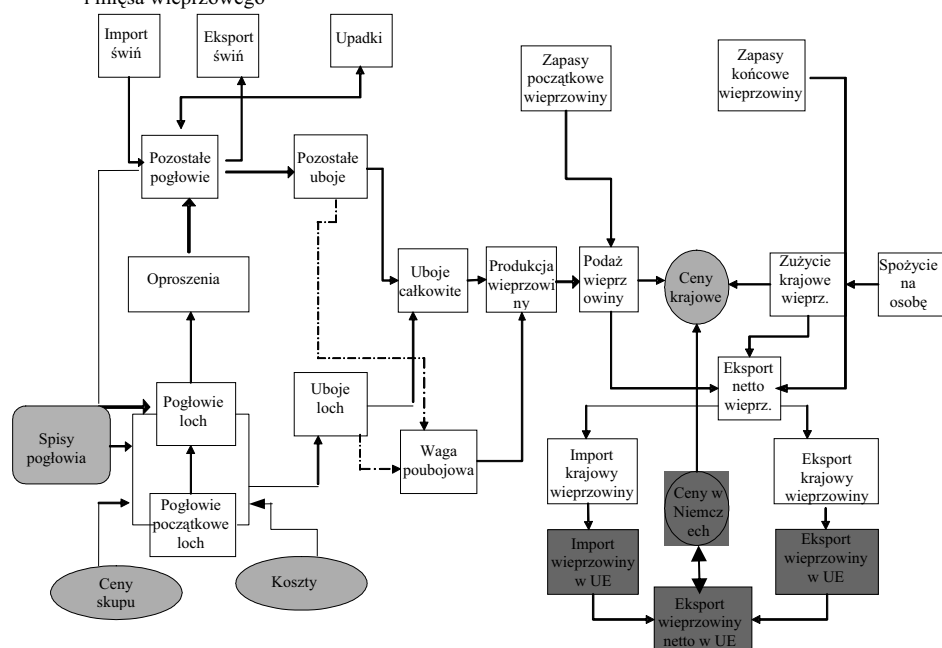 i mięsa wieprzowego
Import
świń
Eksport
świń
Upadki
Zapasy
początkowe
wieprzowiny
Zapasy
końcowe
wieprzowiny
Pozostałe
pogłowie
Pozostałe
uboje
Oproszenia
Uboje
całkowite
Produkcja
wieprzowi
ny
Podaż
wieprz
owiny
Ceny
krajowe
Zużycie
krajowe
wieprz.
Spożycie
na
osobę
Eksport
netto
wieprz.
Pogłowie
loch
Uboje
loch
Spisy
pogłowia
Waga
poubojowa
Import
krajowy
wieprzowiny
Ceny w
Niemcz
ech
Eksport
krajowy
wieprzowiny
Pogłowie
początkowe
loch
Import
wieprzowiny
w UE
Eksport
wieprzowiny
w UE
Ceny
skupu
Koszty
Eksport
wieprzowiny
netto w UE